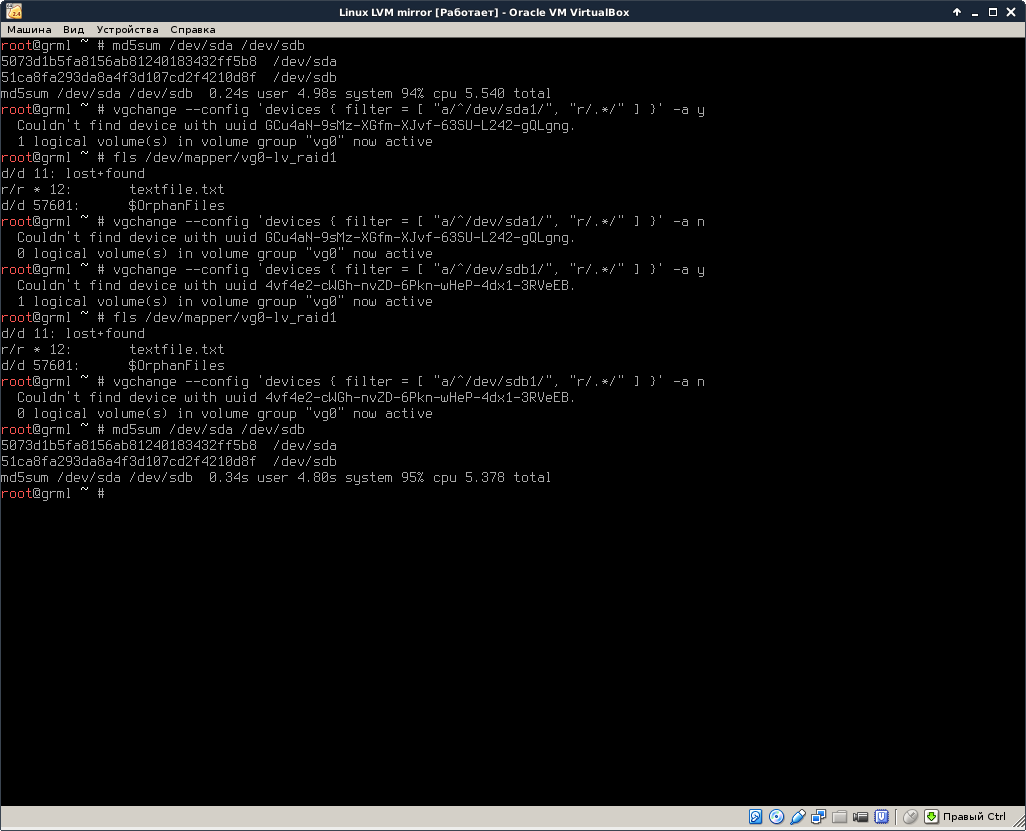 Linux LVM mirror [Работает] - Oracle VM VirtualBox
Машина Вид Устройства Справка
root@grml ~ # md5sum /dev/sda /dev/sdb
5073d1b5fa8156ab81240183432ff5b8  /dev/sda
51ca8fa293da8a4f3d107cd2f4210d8f  /dev/sdb
md5sum /dev/sda /dev/sdb  0.24s user 4.98s system 94% cpu 5.540 total
root@grml ~ # vgchange --config 'devices { filter = [ "a/^/dev/sda1/", "r/.*/" ] }' -a y
  Couldn't find device with uuid GCu4aN-9sMz-XGfm-XJvf-63SU-L242-gQLgng.
  1 logical volume(s) in volume group "vg0" now active
root@grml ~ # fls /dev/mapper/vg0-lv_raid1
d/d 11: lost+found
r/r * 12:       textfile.txt
d/d 57601:      $OrphanFiles
root@grml ~ # vgchange --config 'devices { filter = [ "a/^/dev/sda1/", "r/.*/" ] }' -a n
  Couldn't find device with uuid GCu4aN-9sMz-XGfm-XJvf-63SU-L242-gQLgng.
  0 logical volume(s) in volume group "vg0" now active
root@grml ~ # vgchange --config 'devices { filter = [ "a/^/dev/sdb1/", "r/.*/" ] }' -a y
  Couldn't find device with uuid 4vf4e2-cWGh-nvZD-6Pkn-wHeP-4dx1-3RVeEB.
  1 logical volume(s) in volume group "vg0" now active
root@grml ~ # fls /dev/mapper/vg0-lv_raid1
d/d 11: lost+found
r/r * 12:       textfile.txt
d/d 57601:      $OrphanFiles
root@grml ~ # vgchange --config 'devices { filter = [ "a/^/dev/sdb1/", "r/.*/" ] }' -a n
  Couldn't find device with uuid 4vf4e2-cWGh-nvZD-6Pkn-wHeP-4dx1-3RVeEB.
  0 logical volume(s) in volume group "vg0" now active
root@grml ~ # md5sum /dev/sda /dev/sdb
5073d1b5fa8156ab81240183432ff5b8  /dev/sda
51ca8fa293da8a4f3d107cd2f4210d8f  /dev/sdb
md5sum /dev/sda /dev/sdb  0.34s user 4.80s system 95% cpu 5.378 total
root@grml ~ #
Правый Ctrl